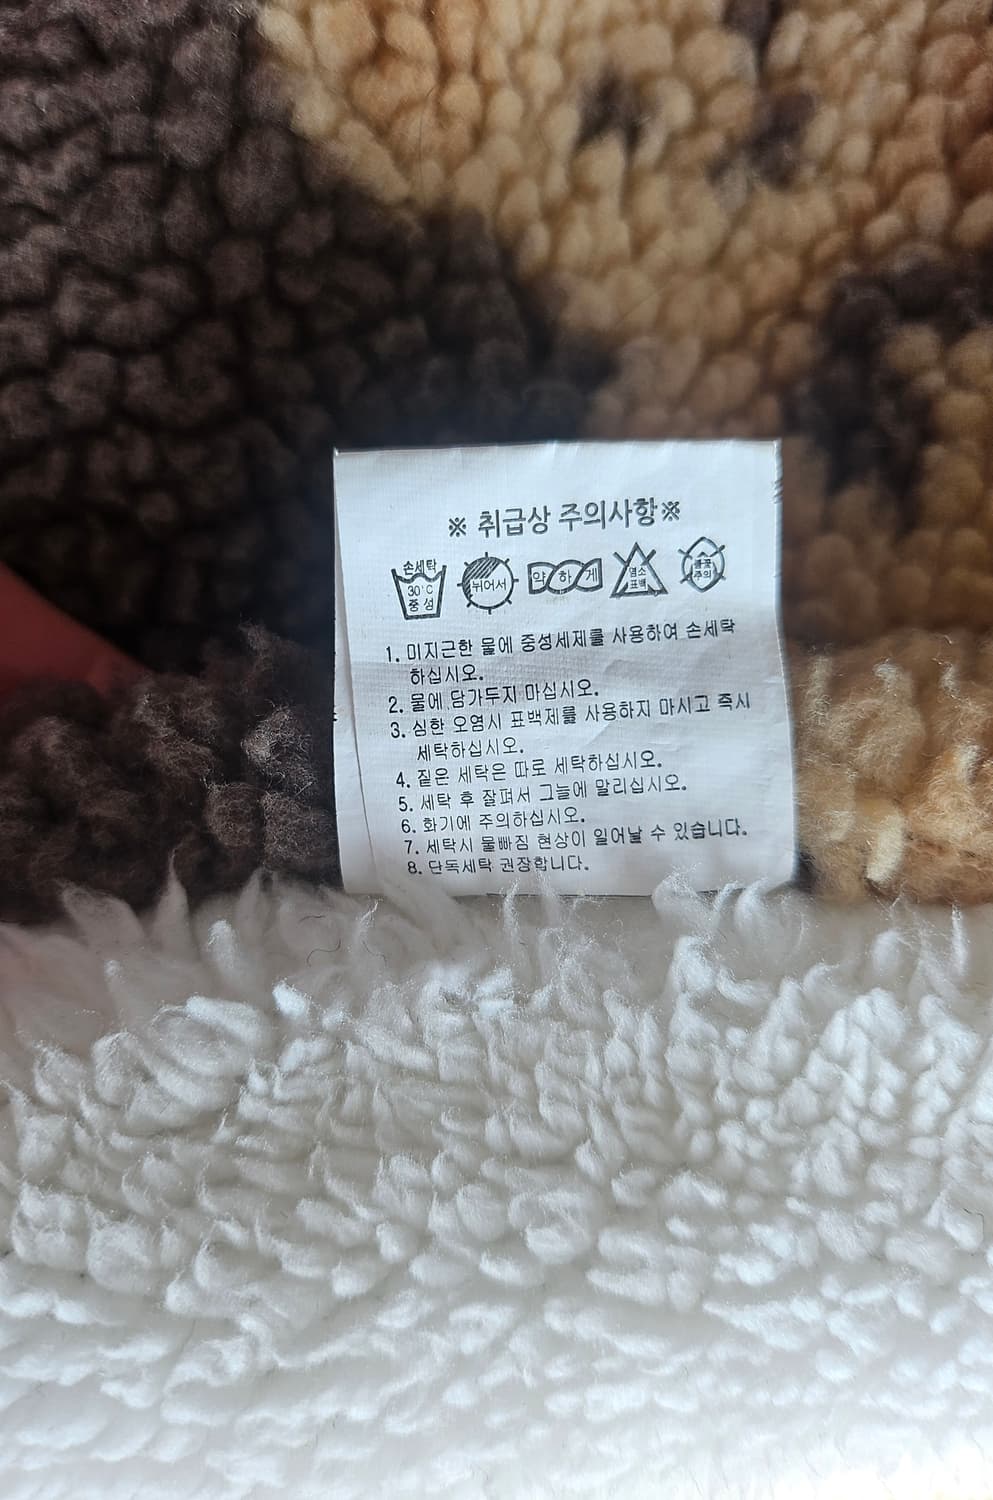 ※ 취급상 주의사항 ※
손세탁 30℃ 중성
뉘어서
약하게
염소 표백
불꽃 주의
1. 미지근한 물에 중성세제를 사용하여 손세탁
하십시오.
2. 물에 담가두지 마십시오.
3. 심한 오염시 표백제를 사용하지 마시고 즉시
세탁하십시오.
4. 짙은 세탁은 따로 세탁하십시오.
5. 세탁 후 잘펴서 그늘에 말리십시오.
6. 화기에 주의하십시오.
7. 세탁시 물빠짐 현상이 일어날 수 있습니다.
8. 단독세탁 권장합니다.